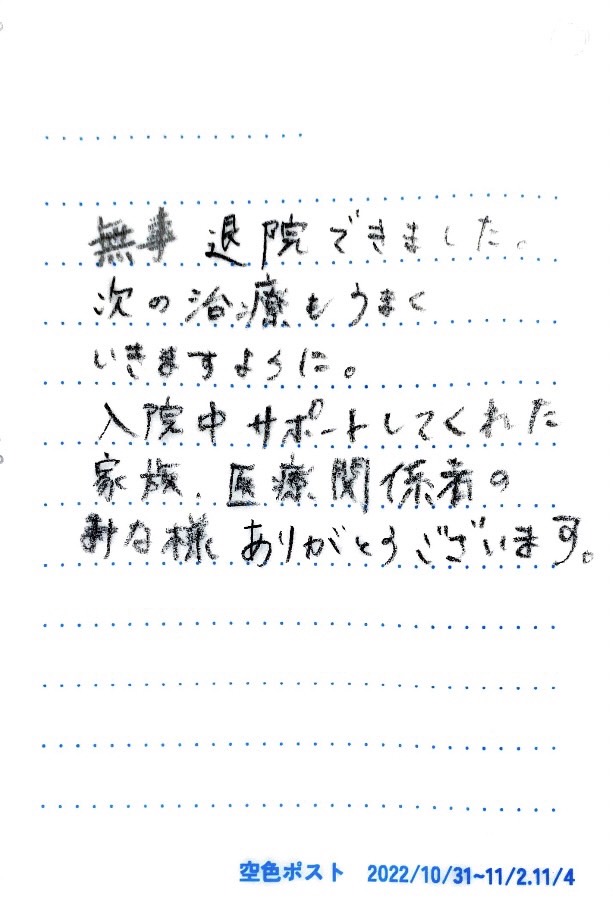 無事 退院できました。
次の治療もうまく
いきますように。
入院中サポートしてくれた
家族、医療関係者の
みな様 ありがとうございます。
空色ポスト 2022/10/31~11/2.11/4